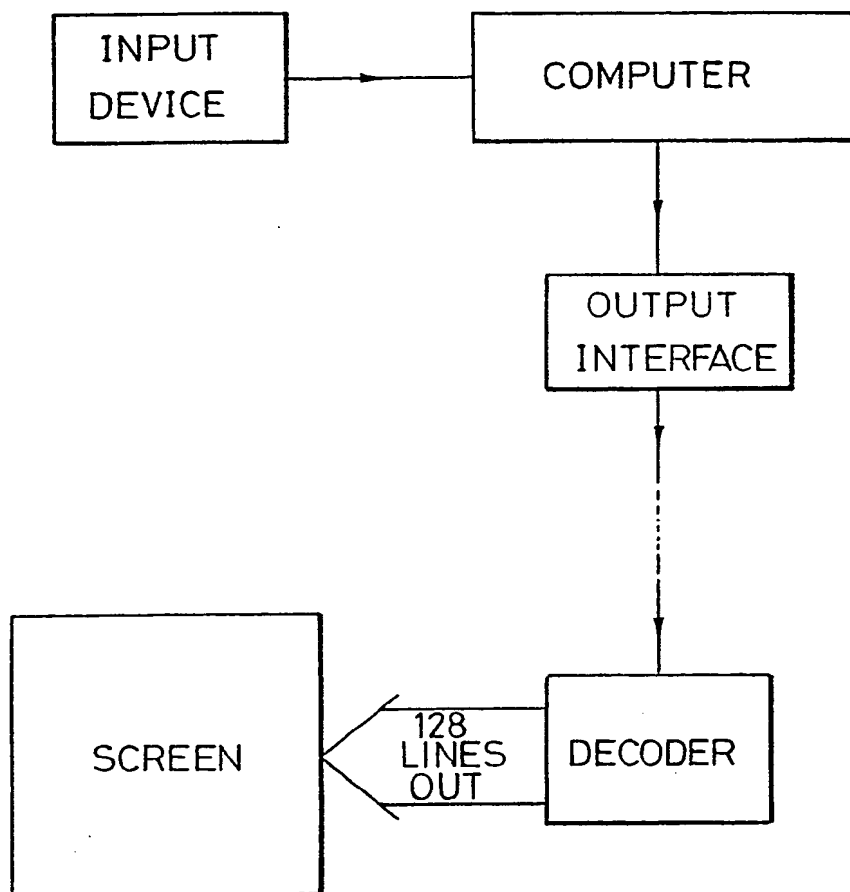 INPUT
DEVICE
COMPUTER
OUTPUT
INTERFACE
SCREEN
128
LINES
OUT
DECODER